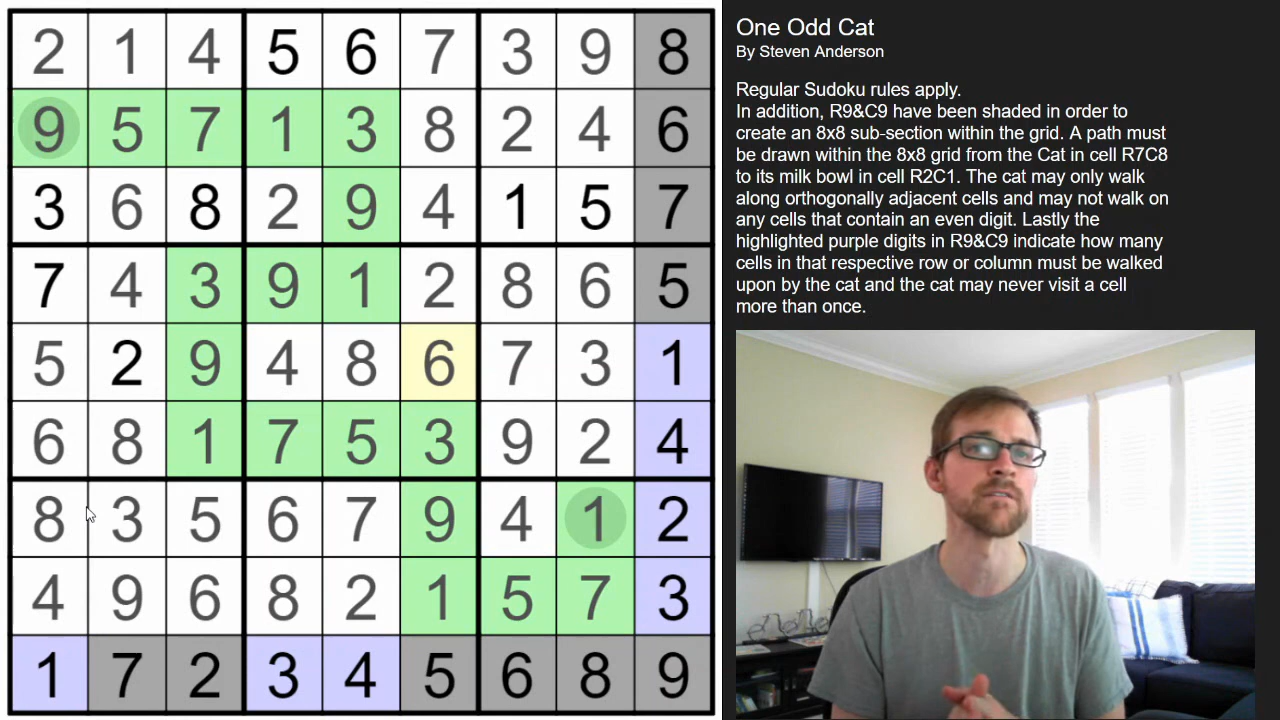 One Odd Cat
By Steven Anderson
Regular Sudoku rules apply.
In addition, R9&C9 have been shaded in order to
create an 8x8 sub-section within the grid. A path must
be drawn within the 8x8 grid from the Cat in cell R7C8
to its milk bowl in cell R2C1. The cat may only walk
along orthogonally adjacent cells and may not walk on
any cells that contain an even digit. Lastly the
highlighted purple digits in R9&C9 indicate how many
cells in that respective row or column must be walked
upon by the cat and the cat may never visit a cell
more than once.
2 1 4 5 6 7 3 9 8
9 5 7 1 3 8 2 4 6
3 6 8 2 9 4 1 5 7
7 4 3 9 1 2 8 6 5
5 2 9 4 8 6 7 3 1
6 8 1 7 5 3 9 2 4
8 3 5 6 7 9 4 1 2
4 9 6 8 2 1 5 7 3
1 7 2 3 4 5 6 8 9